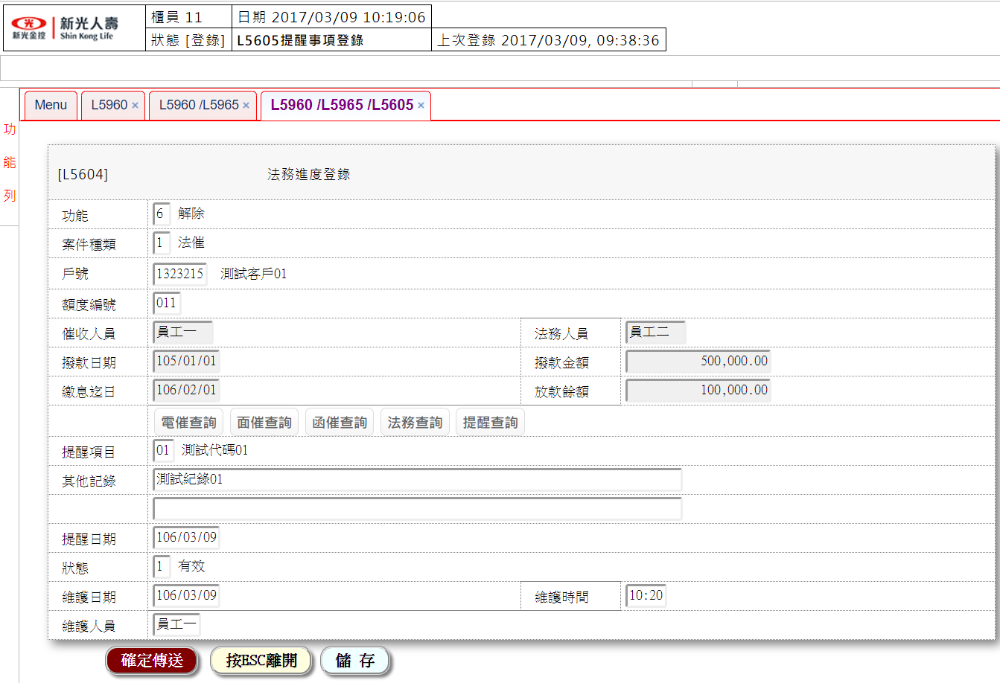 新光金控 新光人壽 Shin Kong Life
櫃員 11 日期 2017/03/09 10:19:06
狀態 [登錄] L5605提醒事項登錄 上次登錄 2017/03/09, 09:38:36
Menu L5960 × L5960 /L5965 × L5960 /L5965 /L5605 ×
功
能
列
[L5604] 法務進度登錄
功能 6 解除
案件種類 1 法催
戶號 1323215 測試客戶01
額度編號 011
催收人員 員工一 法務人員 員工二
撥款日期 105/01/01 撥款金額 500,000.00
繳息迄日 106/02/01 放款餘額 100,000.00
電催查詢 面催查詢 函催查詢 法務查詢 提醒查詢
提醒項目 01 測試代碼01
其他記錄 測試紀錄01
提醒日期 106/03/09
狀態 1 有效
維護日期 106/03/09 維護時間 10:20
維護人員 員工一
確定傳送 按ESC離開 儲 存